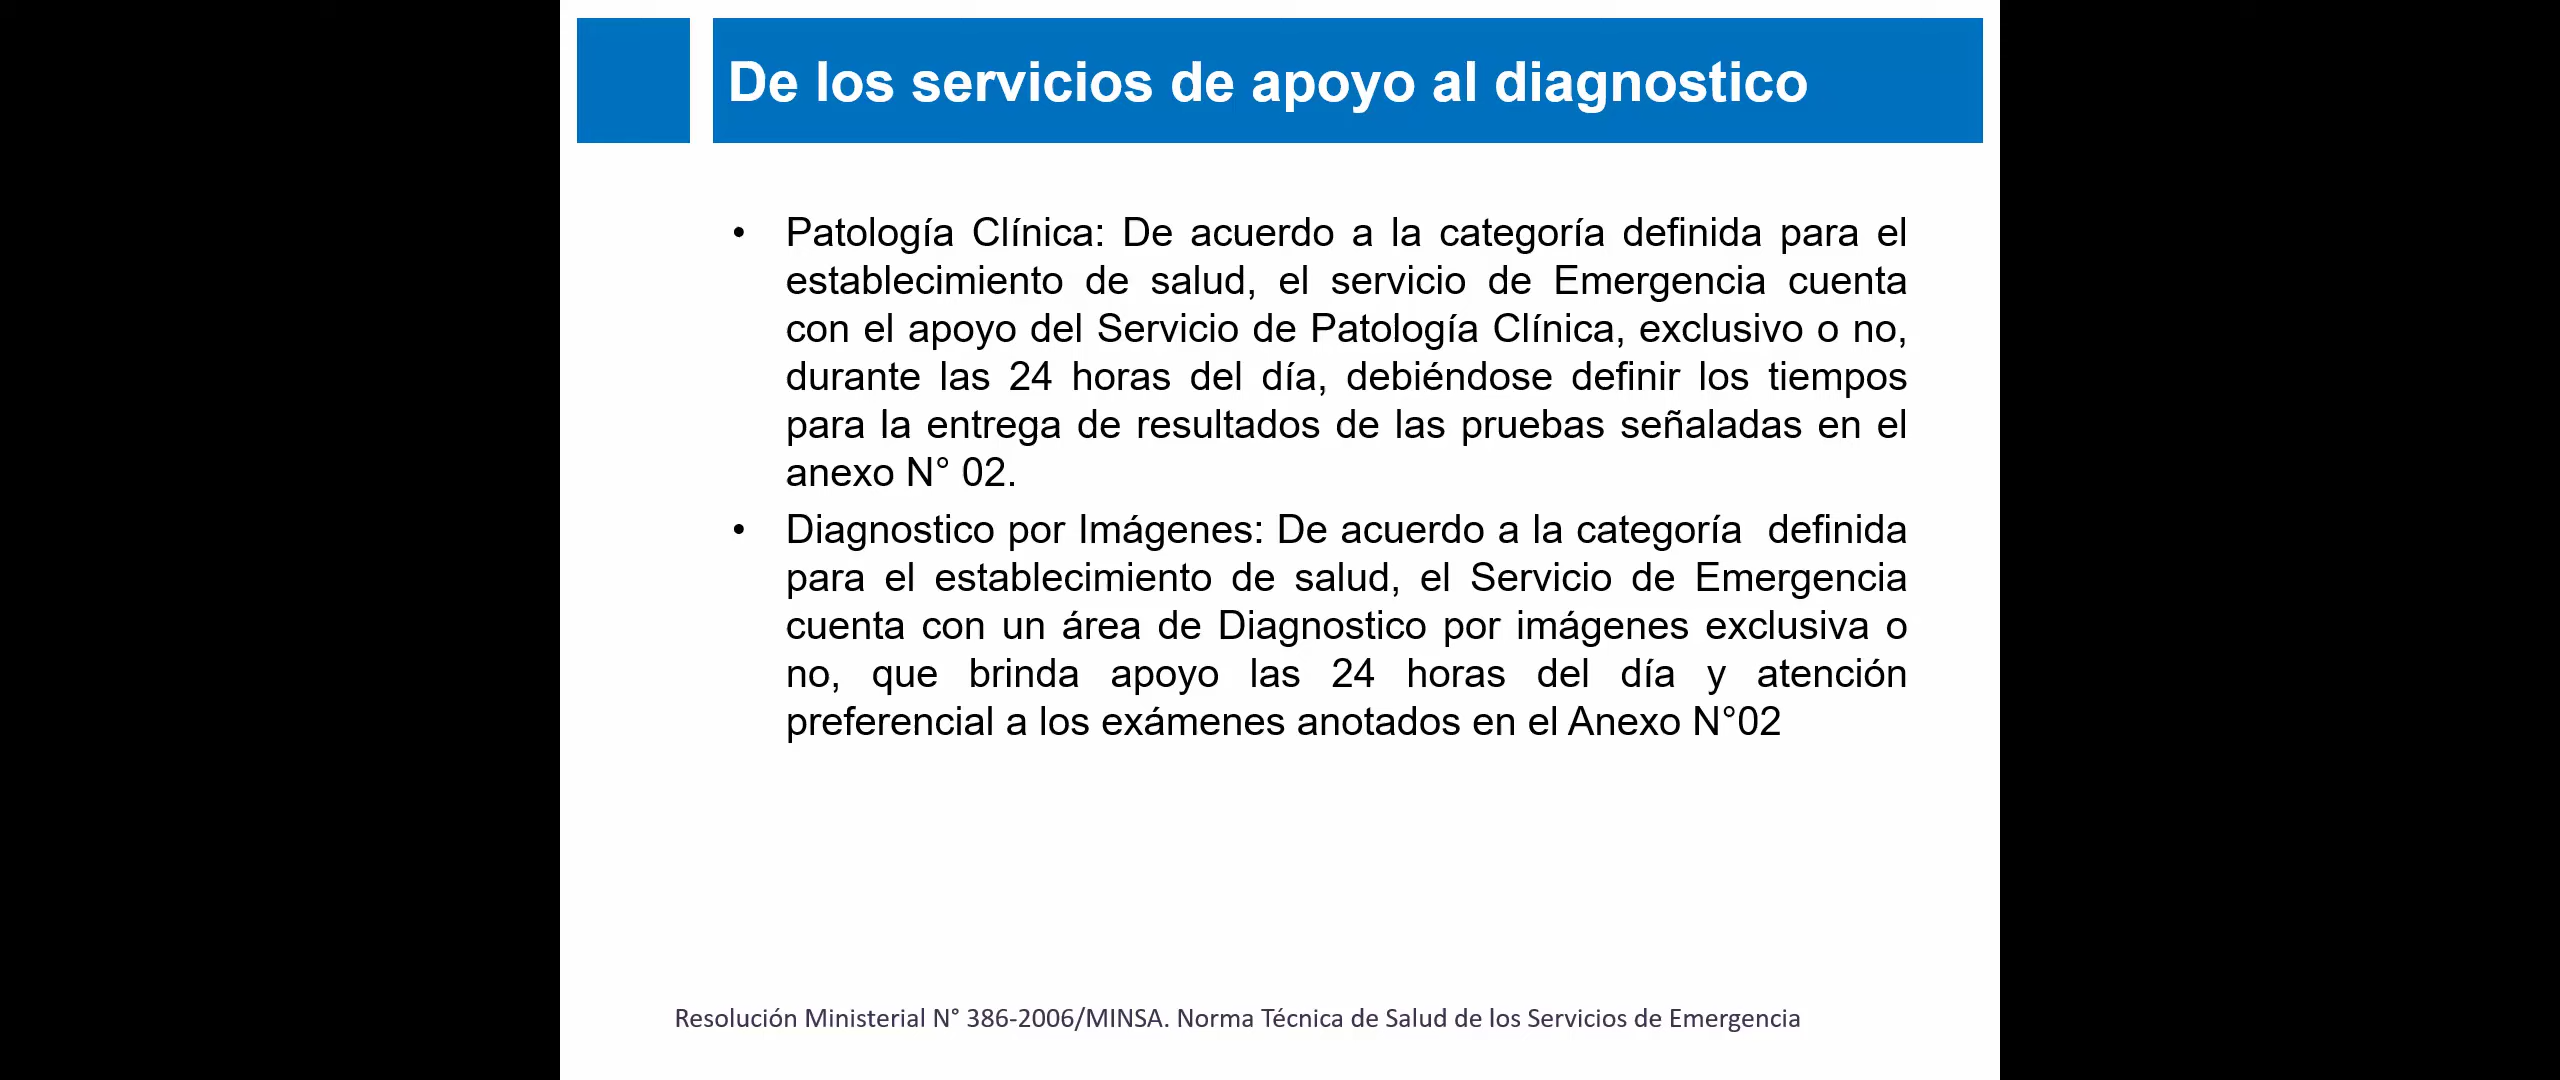 De los servicios de apoyo al diagnostico
• Patología Clínica: De acuerdo a la categoría definida para el
establecimiento de salud, el servicio de Emergencia cuenta
con el apoyo del Servicio de Patología Clínica, exclusivo o no,
durante las 24 horas del día, debiéndose definir los tiempos
para la entrega de resultados de las pruebas señaladas en el
anexo N° 02.
• Diagnostico por Imágenes: De acuerdo a la categoría  definida
para el establecimiento de salud, el Servicio de Emergencia
cuenta con un área de Diagnostico por imágenes exclusiva o
no, que brinda apoyo las 24 horas del día y atención
preferencial a los exámenes anotados en el Anexo N°02
Resolución Ministerial N° 386-2006/MINSA. Norma Técnica de Salud de los Servicios de Emergencia